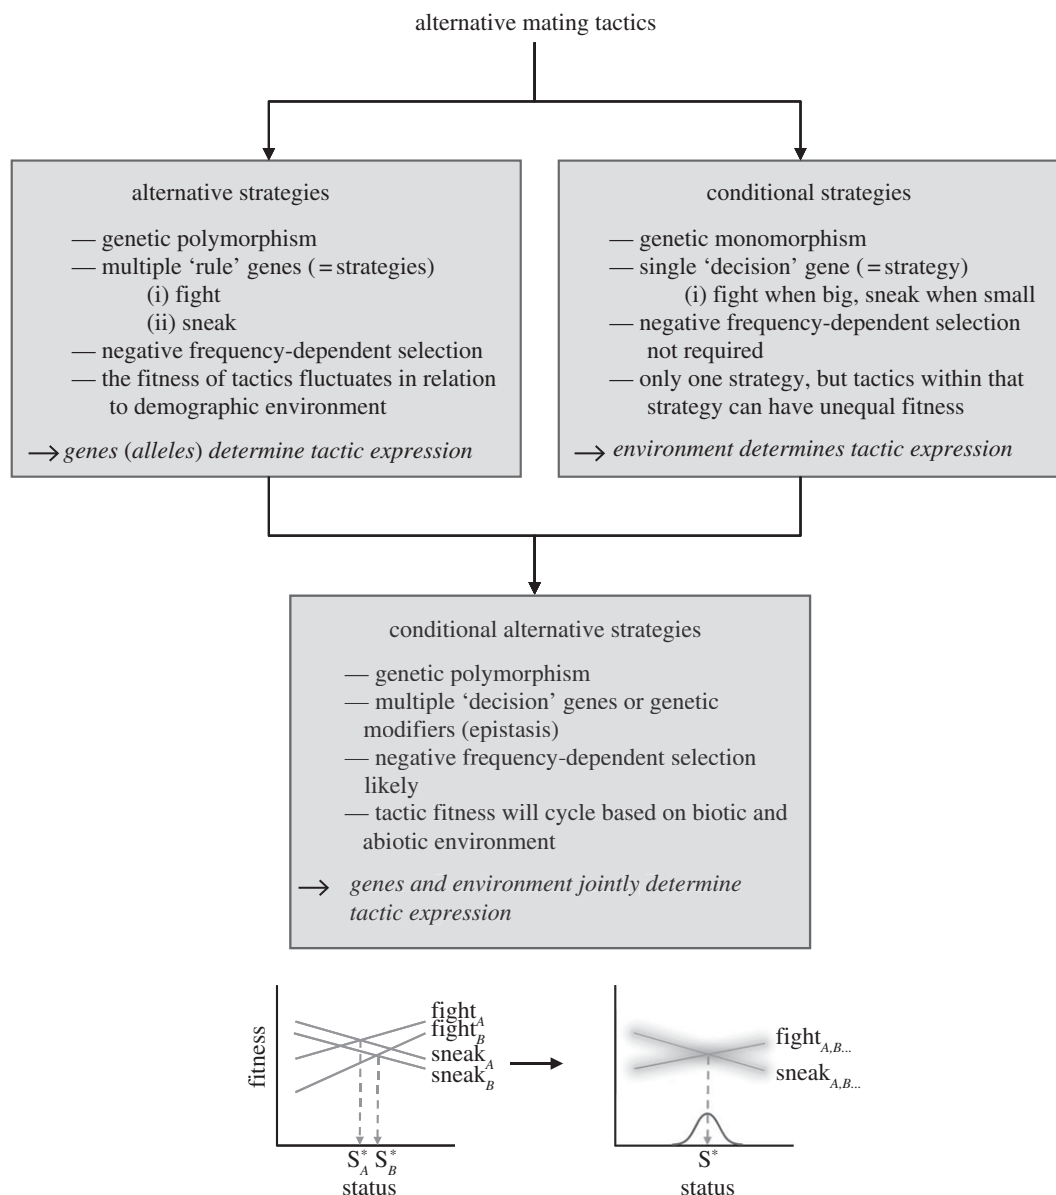 alternative mating tactics
alternative strategies
— genetic polymorphism
— multiple ‘rule’ genes (=strategies)
(i) fight
(ii) sneak
— negative frequency-dependent selection
— the fitness of tactics fluctuates in relation
to demographic environment
→ genes (alleles) determine tactic expression
conditional strategies
— genetic monomorphism
— single ‘decision’ gene (=strategy)
(i) fight when big, sneak when small
— negative frequency-dependent selection
not required
— only one strategy, but tactics within that
strategy can have unequal fitness
→ environment determines tactic expression
conditional alternative strategies
— genetic polymorphism
— multiple ‘decision’ genes or genetic
modifiers (epistasis)
— negative frequency-dependent selection
likely
— tactic fitness will cycle based on biotic and
abiotic environment
→ genes and environment jointly determine
tactic expression
fitness
fight_A
fight_B
sneak_A
sneak_B
S*_A S*_B
status
fight_A,B...
sneak_A,B...
S*
status